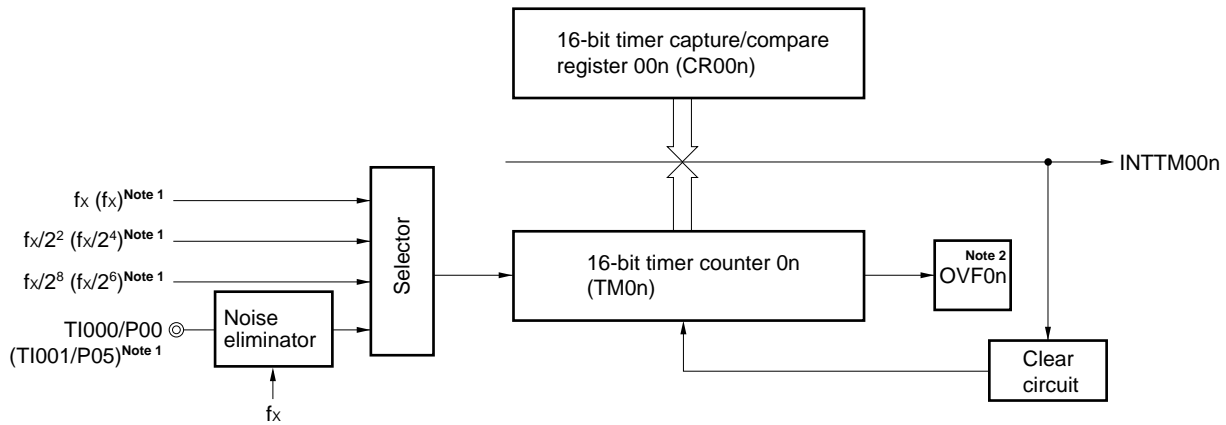 16-bit timer capture/compare
register 00n (CR00n)
INTTM00n
fX (fX)Note 1
fX/2² (fX/2⁴)Note 1
fX/2⁸ (fX/2⁶)Note 1
TI000/P00
(TI001/P05)Note 1
Noise
eliminator
fX
Selector
16-bit timer counter 0n
(TM0n)
Note 2
OVF0n
Clear
circuit